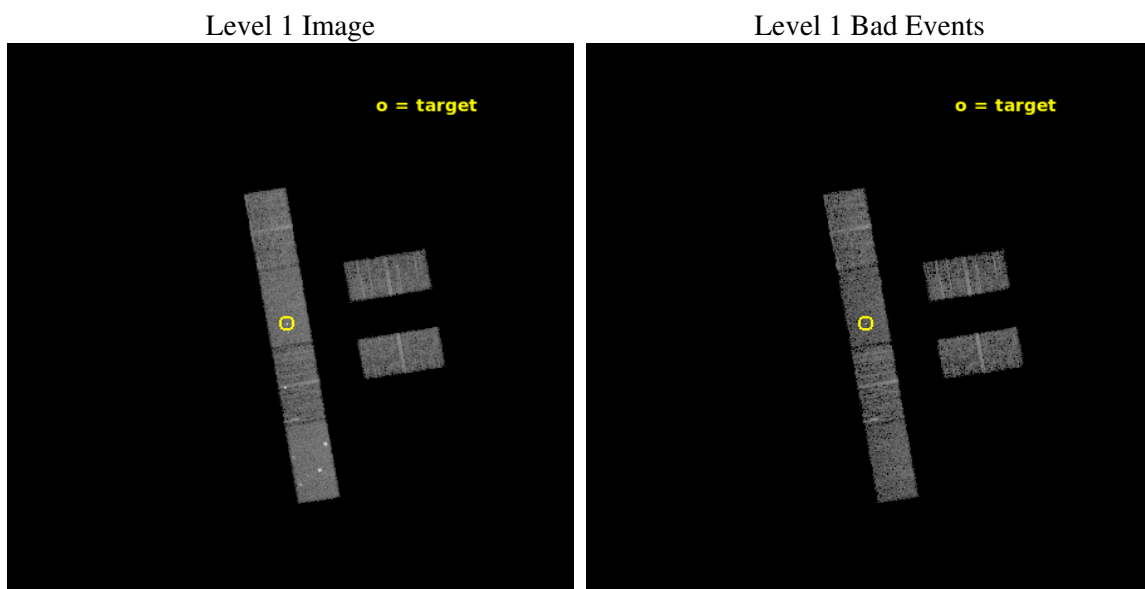 Level 1 Image
Level 1 Bad Events
o = target
o = target